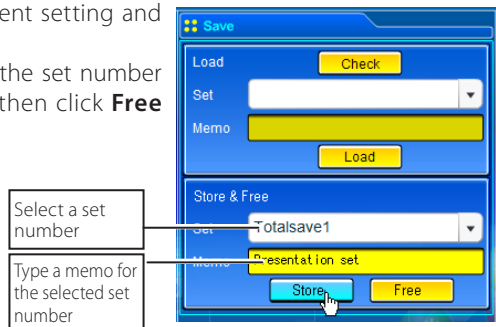 ent setting and
the set number
then click Free
Save
Load
Check
Set
Memo
Load
Store & Free
Select a set
number
Set
Totalsave1
Type a memo for
the selected set
number
Memo
Presentation set
Store
Free